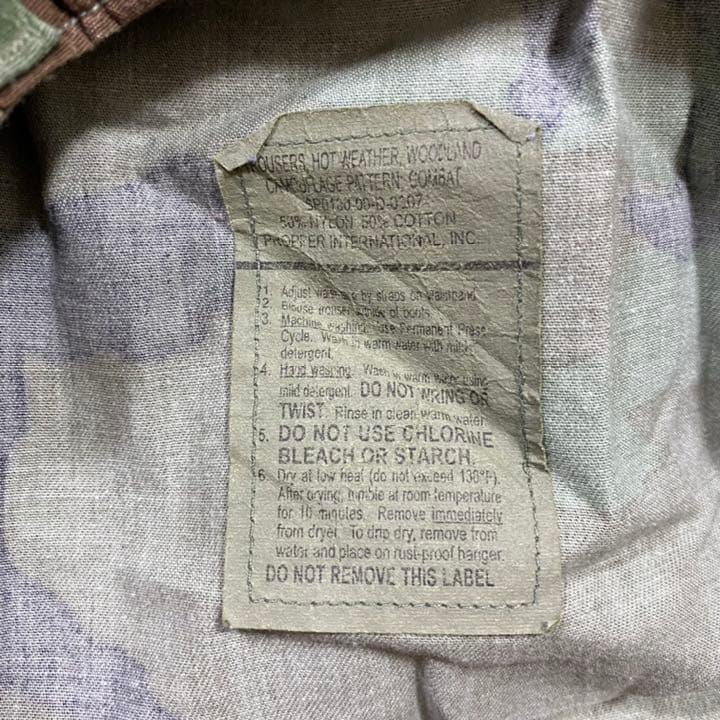 TROUSERS, HOT WEATHER, WOODLAND
CAMOUFLAGE PATTERN, COMBAT
SP0100-00-D-0307
50% NYLON 50% COTTON
PROPPER INTERNATIONAL, INC.
1. Adjust waist by straps on waistband
2. Blouse trousers of boots.
3. Machine washing. Use Permanent Press
Cycle. Wash in warm water with mild
detergent.
4. Hand washing. Wash in warm water using
mild detergent. DO NOT WRING OR
TWIST. Rinse in clean warm water
5. DO NOT USE CHLORINE
BLEACH OR STARCH.
6. Dry at low heat (do not exceed 130°F).
After drying, tumble at room temperature
for 10 minutes. Remove immediately
from dryer. To drip dry, remove from
water and place on rust-proof hanger.
DO NOT REMOVE THIS LABEL